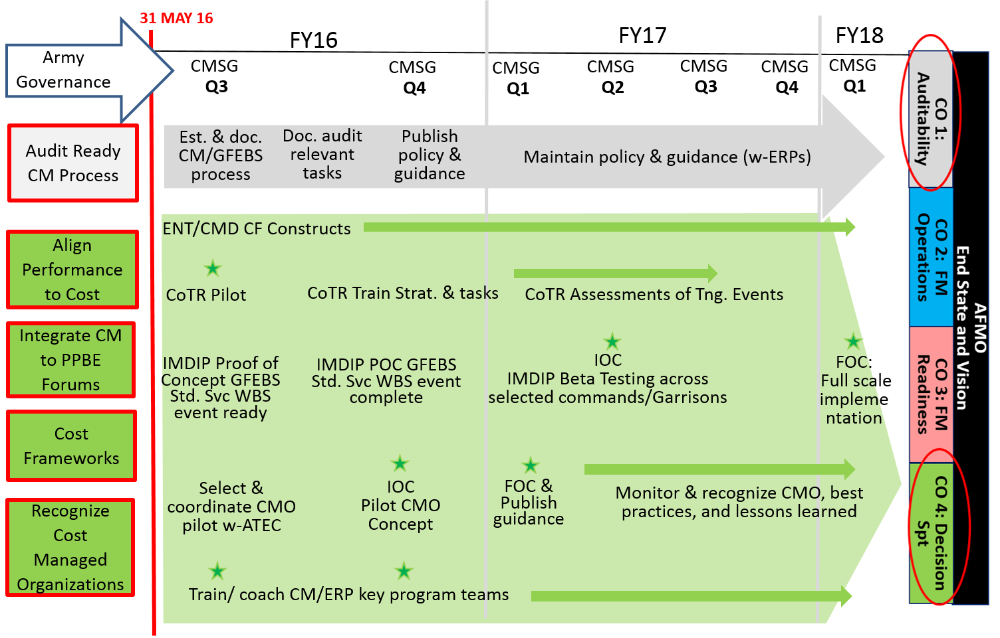 31 MAY 16
FY16
FY17
FY18
Army
Governance
CMSG
Q3
CMSG
Q4
CMSG
Q1
CMSG
Q2
CMSG
Q3
CMSG
Q4
CMSG
Q1
Audit Ready
CM Process
Est. & doc.
CM/GFEBS
process
Doc. audit
relevant
tasks
Publish
policy &
guidance
Maintain policy & guidance (w-ERPs)
ENT/CMD CF Constructs
Align
Performance
to Cost
CoTR Pilot
CoTR Train Strat. & tasks
CoTR Assessments of Tng. Events
Integrate CM
to PPBE
Forums
IMDIP Proof of
Concept GFEBS
Std. Svc WBS
event ready
IMDIP POC GFEBS
Std. Svc WBS event
complete
IOC
IMDIP Beta Testing across
selected commands/Garrisons
FOC:
Full scale
impleme
ntation
Cost
Frameworks
Select &
coordinate CMO
pilot w-ATEC
IOC
Pilot CMO
Concept
FOC &
Publish
guidance
Monitor & recognize CMO, best
practices, and lessons learned
Recognize
Cost
Managed
Organizations
Train/ coach CM/ERP key program teams
CO 1:
Auditability
CO 2: FM
Operations
CO 3: FM
Readiness
CO 4: Decision
Spt
AFMO
End State and Vision